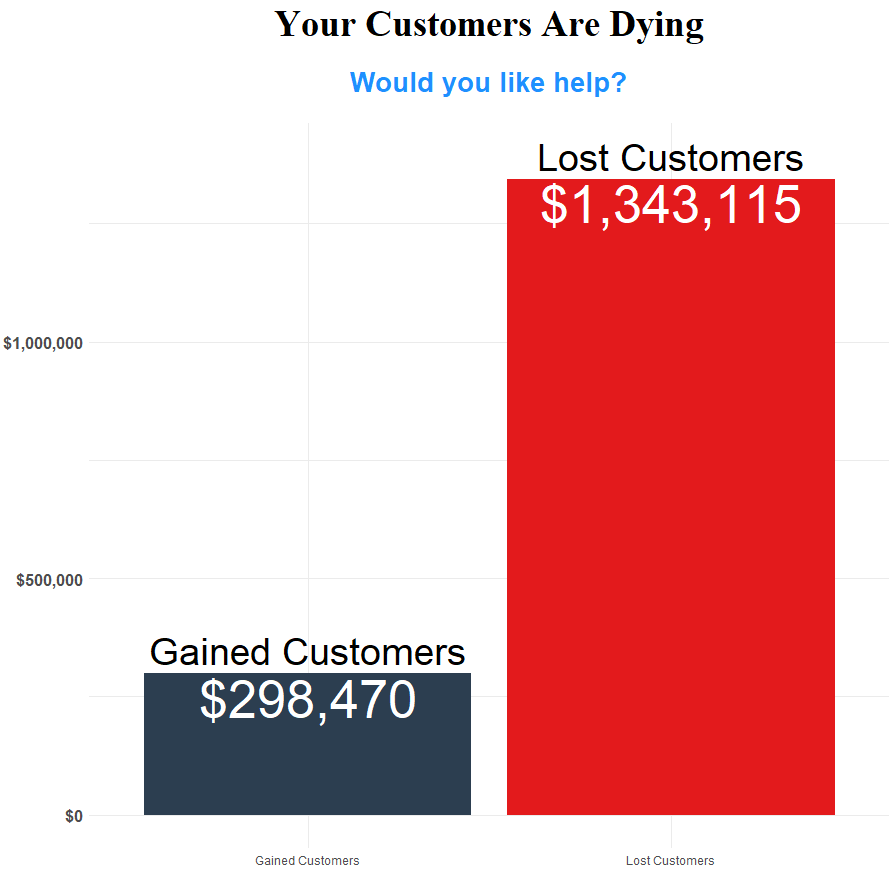 Your Customers Are Dying
Would you like help?
Lost Customers
$1,343,115
$1,000,000
$500,000
Gained Customers
$298,470
$0
Gained Customers
Lost Customers